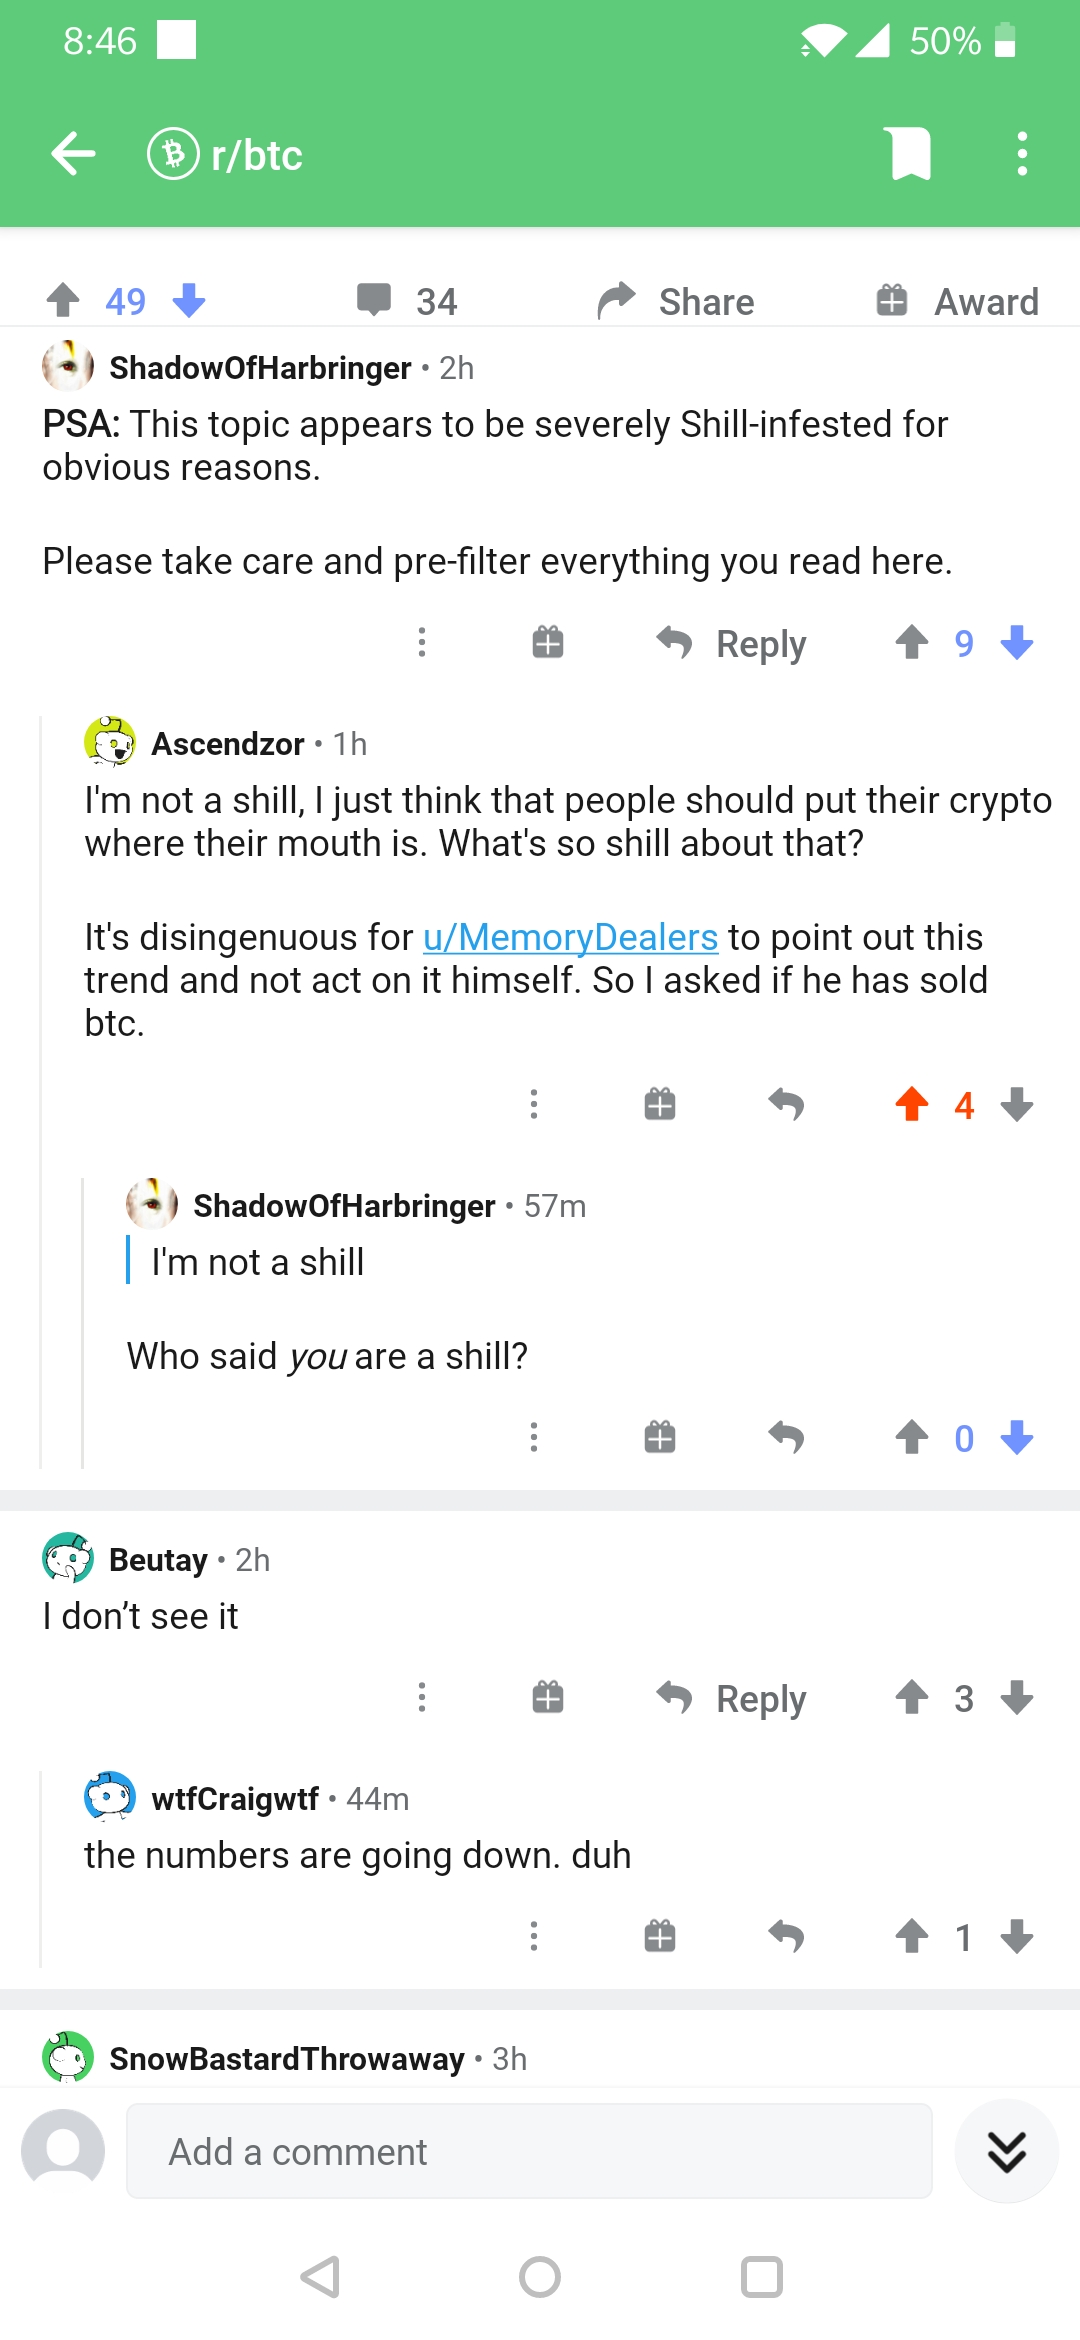 8:46
50%
r/btc
49
34
Share
Award
ShadowOfHarbringer • 2h
PSA: This topic appears to be severely Shill-infested for
obvious reasons.
Please take care and pre-filter everything you read here.
Reply
9
Ascendzor • 1h
I'm not a shill, I just think that people should put their crypto
where their mouth is. What's so shill about that?
It's disingenuous for u/MemoryDealers to point out this
trend and not act on it himself. So I asked if he has sold
btc.
4
ShadowOfHarbringer • 57m
I'm not a shill
Who said you are a shill?
0
Beutay • 2h
I don’t see it
Reply
3
wtfCraigwtf • 44m
the numbers are going down. duh
1
SnowBastardThrowaway • 3h
Add a comment